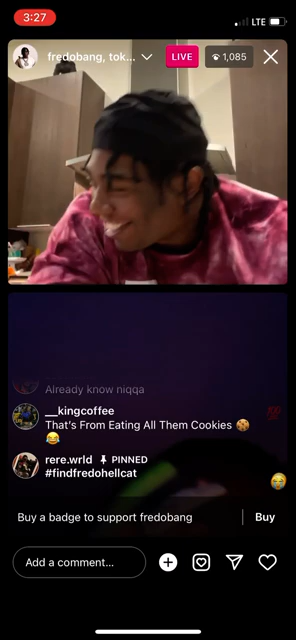 3:27
LTE
fredobang, tok...
LIVE
1,085
Already know niqqa
__kingcoffee
That's From Eating All Them Cookies 🍪
😂
💯
rere.wrld 📌 PINNED
#findfredohellcat
😭
Buy a badge to support fredobang
Buy
Add a comment...